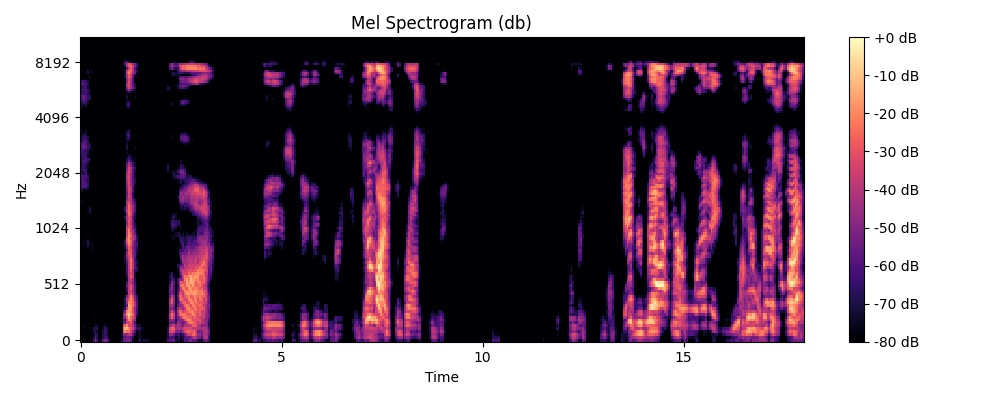 Mel Spectrogram (db)
8192
4096
2048
1024
512
0
Hz
0
5
10
15
Time
+0 dB
-10 dB
-20 dB
-30 dB
-40 dB
-50 dB
-60 dB
-70 dB
-80 dB